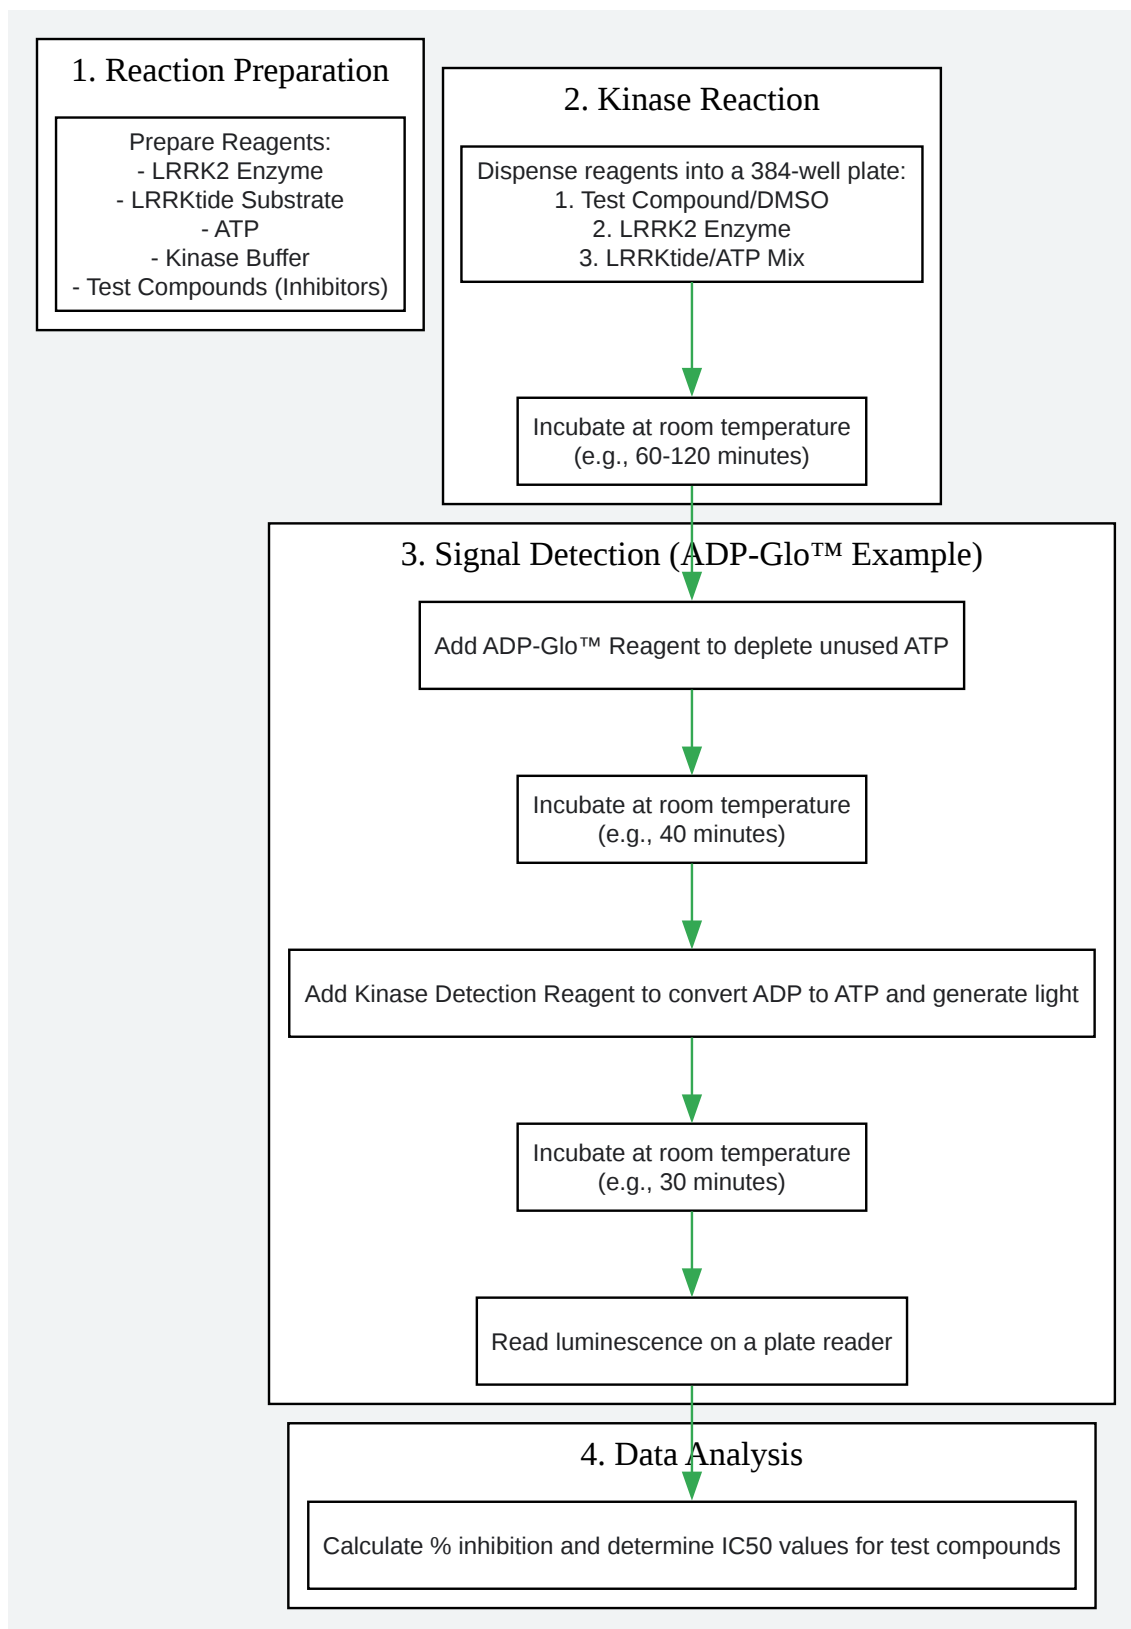 1. Reaction Preparation
Prepare Reagents:
- LRRK2 Enzyme
- LRRKtide Substrate
- ATP
- Kinase Buffer
- Test Compounds (Inhibitors)
2. Kinase Reaction
Dispense reagents into a 384-well plate:
1. Test Compound/DMSO
2. LRRK2 Enzyme
3. LRRKtide/ATP Mix
Incubate at room temperature
(e.g., 60-120 minutes)
3. Signal Detection (ADP-Glo™ Example)
Add ADP-Glo™ Reagent to deplete unused ATP
Incubate at room temperature
(e.g., 40 minutes)
Add Kinase Detection Reagent to convert ADP to ATP and generate light
Incubate at room temperature
(e.g., 30 minutes)
Read luminescence on a plate reader
4. Data Analysis
Calculate % inhibition and determine IC50 values for test compounds